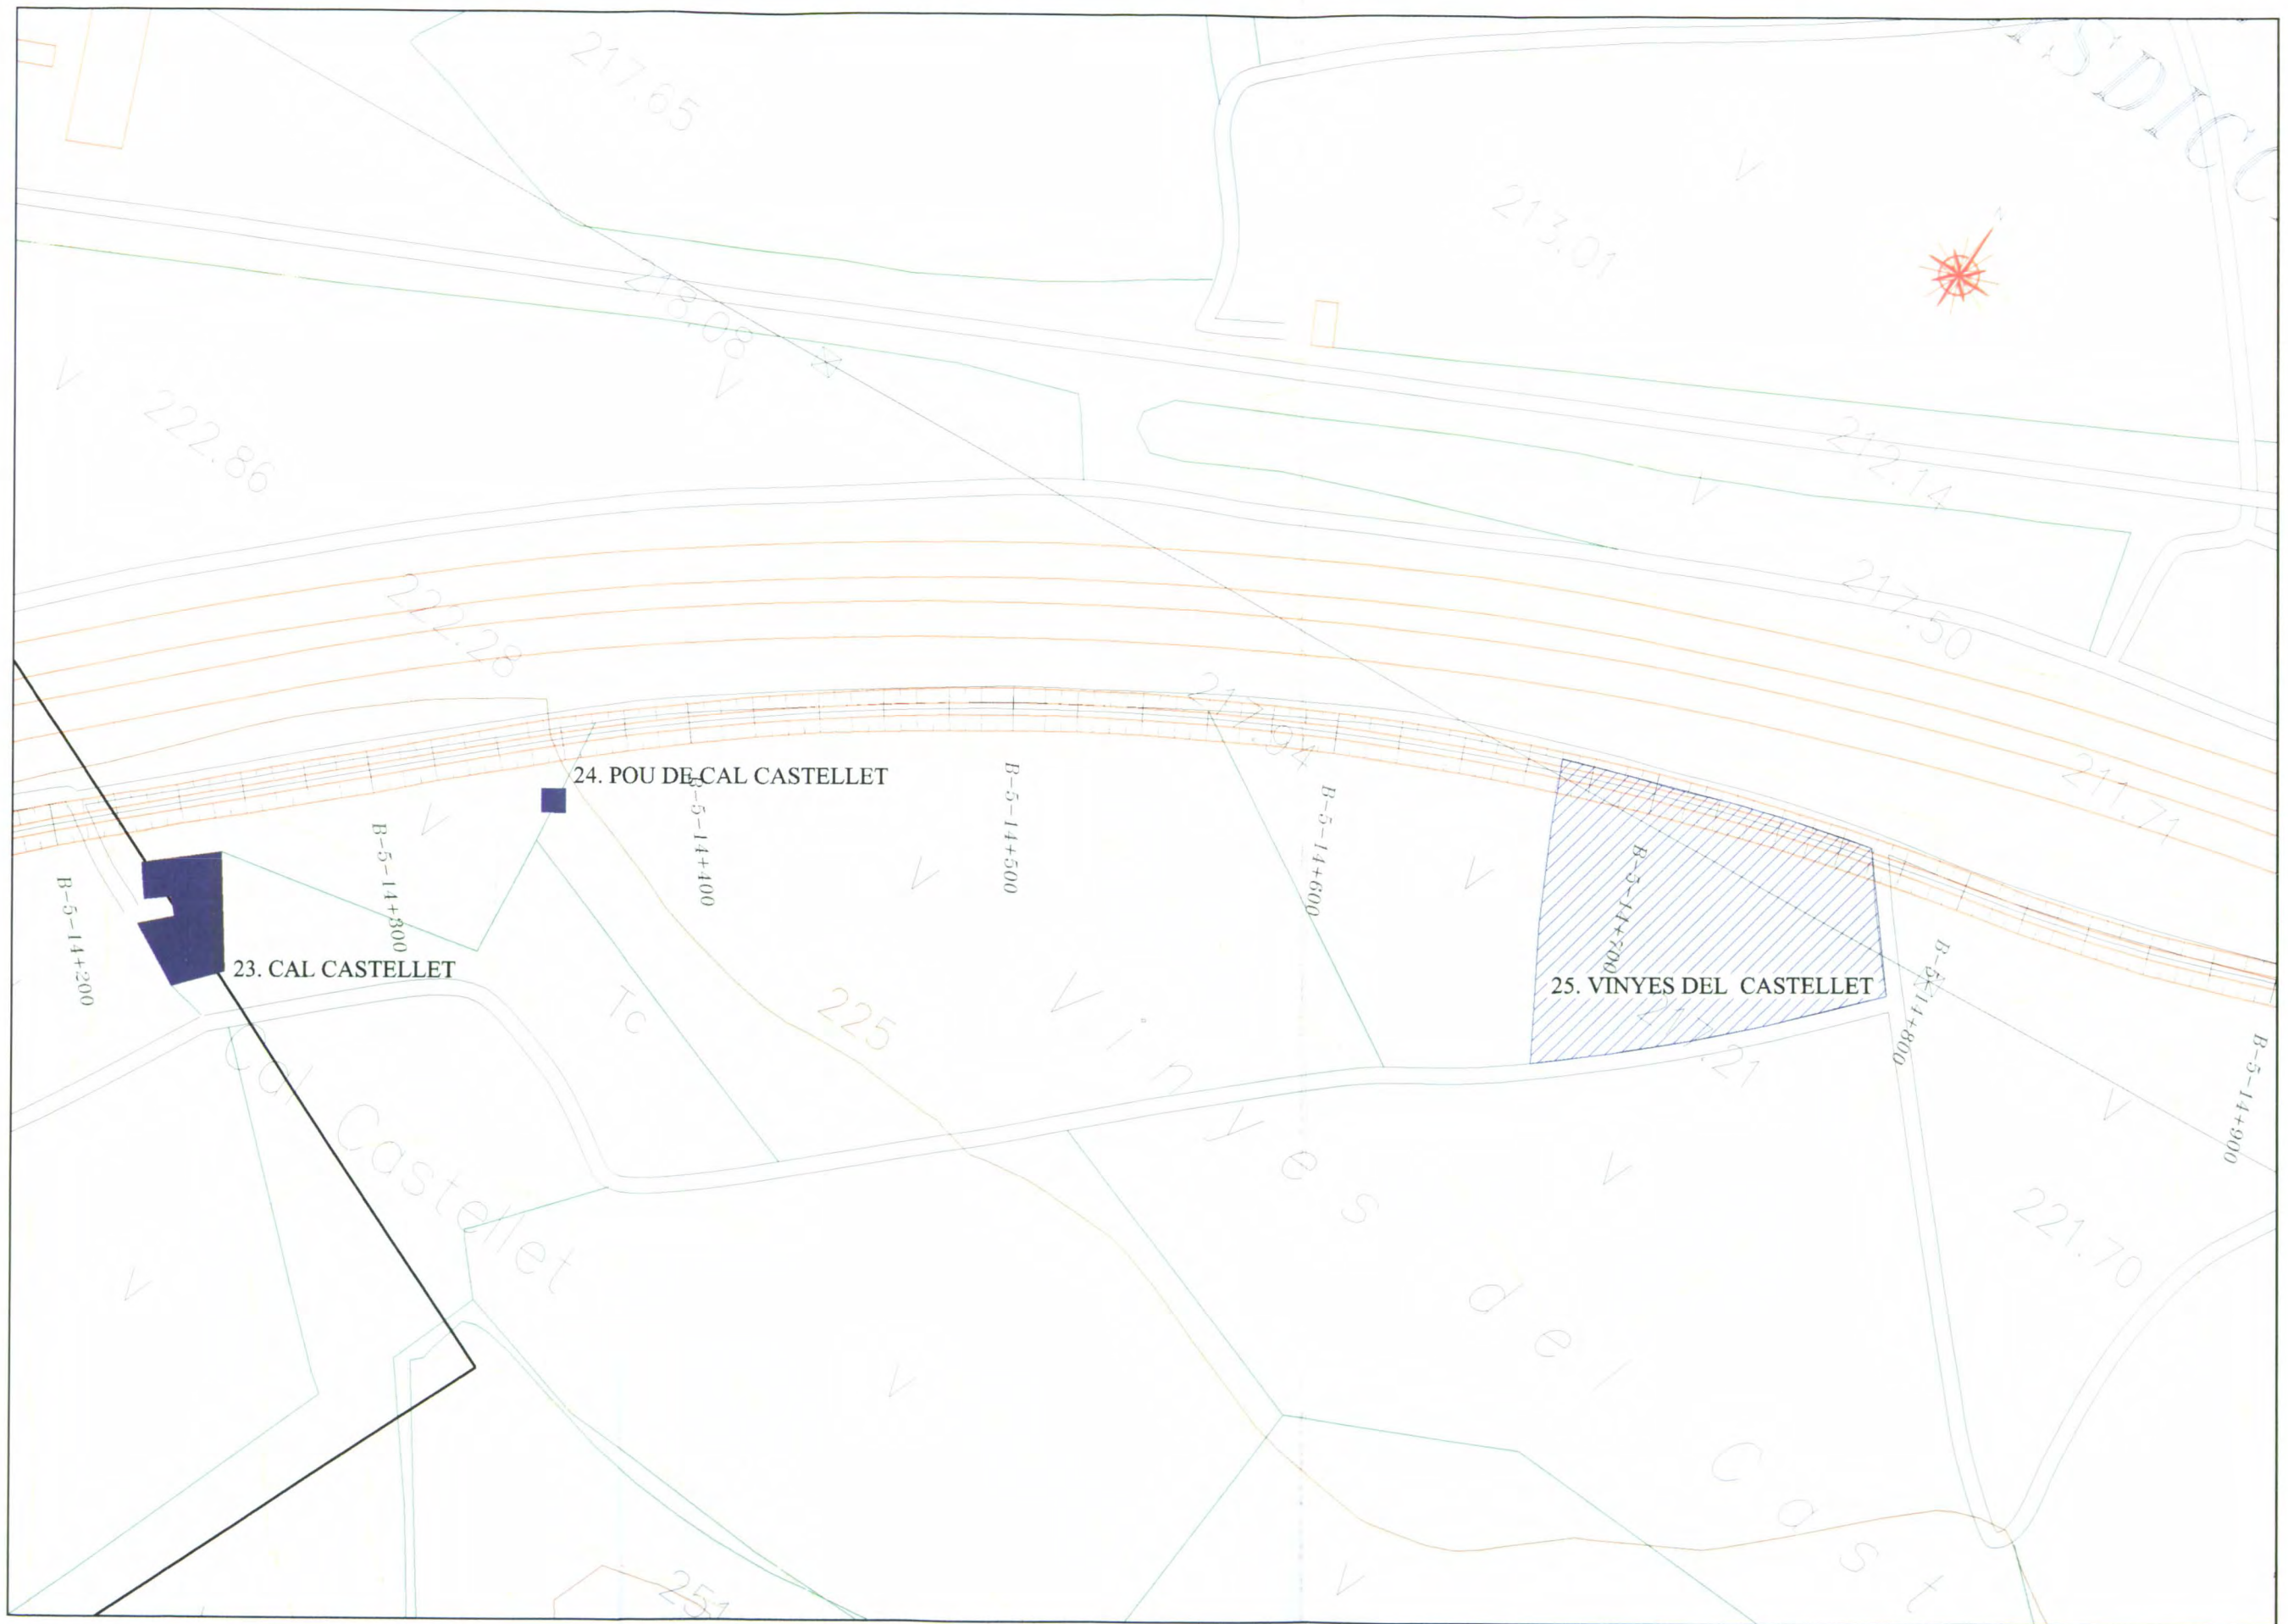 217.65
213.01
N
V
218.08
N
V
V
222.86
212.14
V
217.50
222.28
217.94
211.71
24. POU DE CAL CASTELLET
B-5-14+200
B-5-14+300
B-5-14+400
B-5-14+500
B-5-14+600
B-5-14+700
B-5-14+800
B-5-14+900
V
V
V
V
23. CAL CASTELLET
25. VINYES DEL CASTELLET
Tc
225
Cal Castellet
Vinyes del Cast
V
V
V
V
221.70